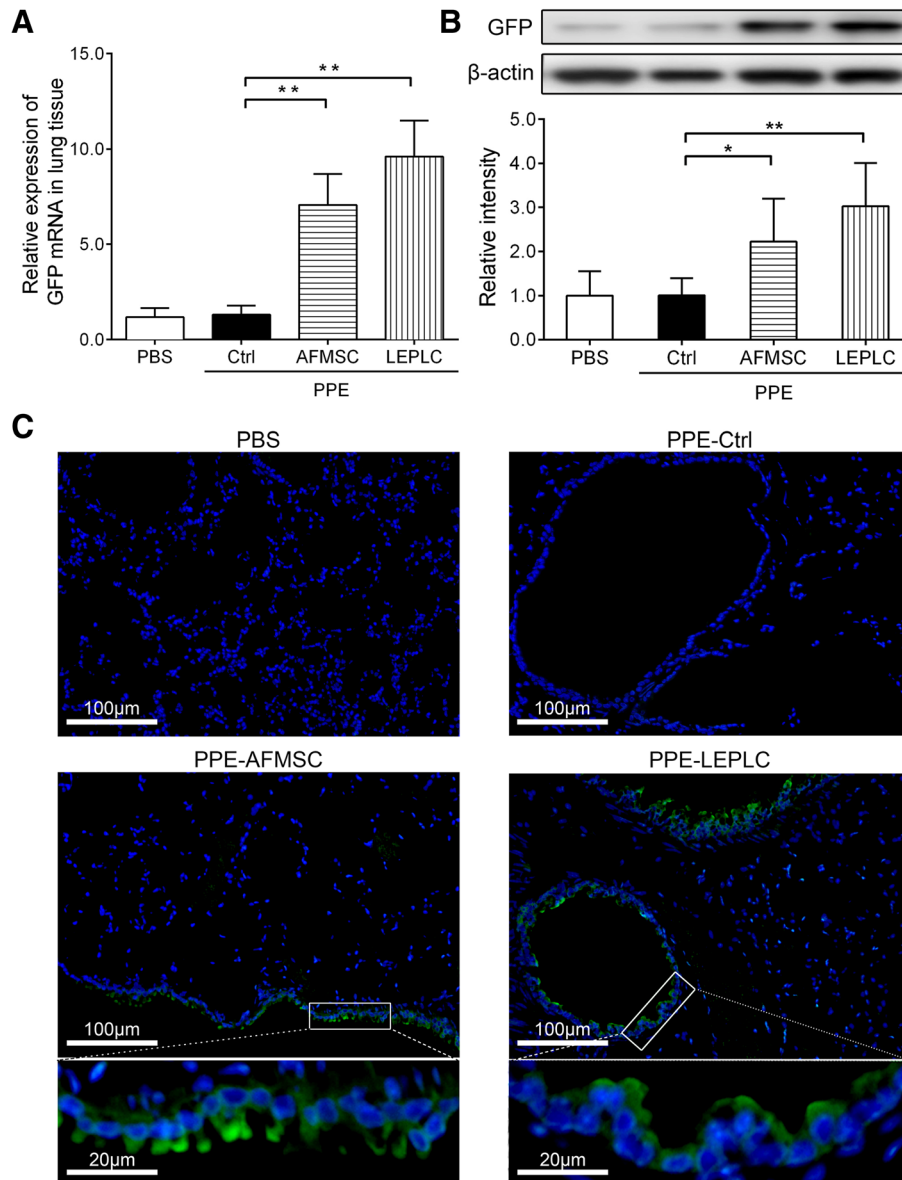 A
Relative expression of
GFP mRNA in lung tissue
15.0
10.0
5.0
0.0
**
**
PBS
Ctrl
AFMSC
LEPLC
PPE
B
GFP
β-actin
Relative intensity
5.0
4.0
3.0
2.0
1.0
0.0
**
*
PBS
Ctrl
AFMSC
LEPLC
PPE
C
PBS
100μm
PPE-Ctrl
100μm
PPE-AFMSC
100μm
20μm
PPE-LEPLC
100μm
20μm